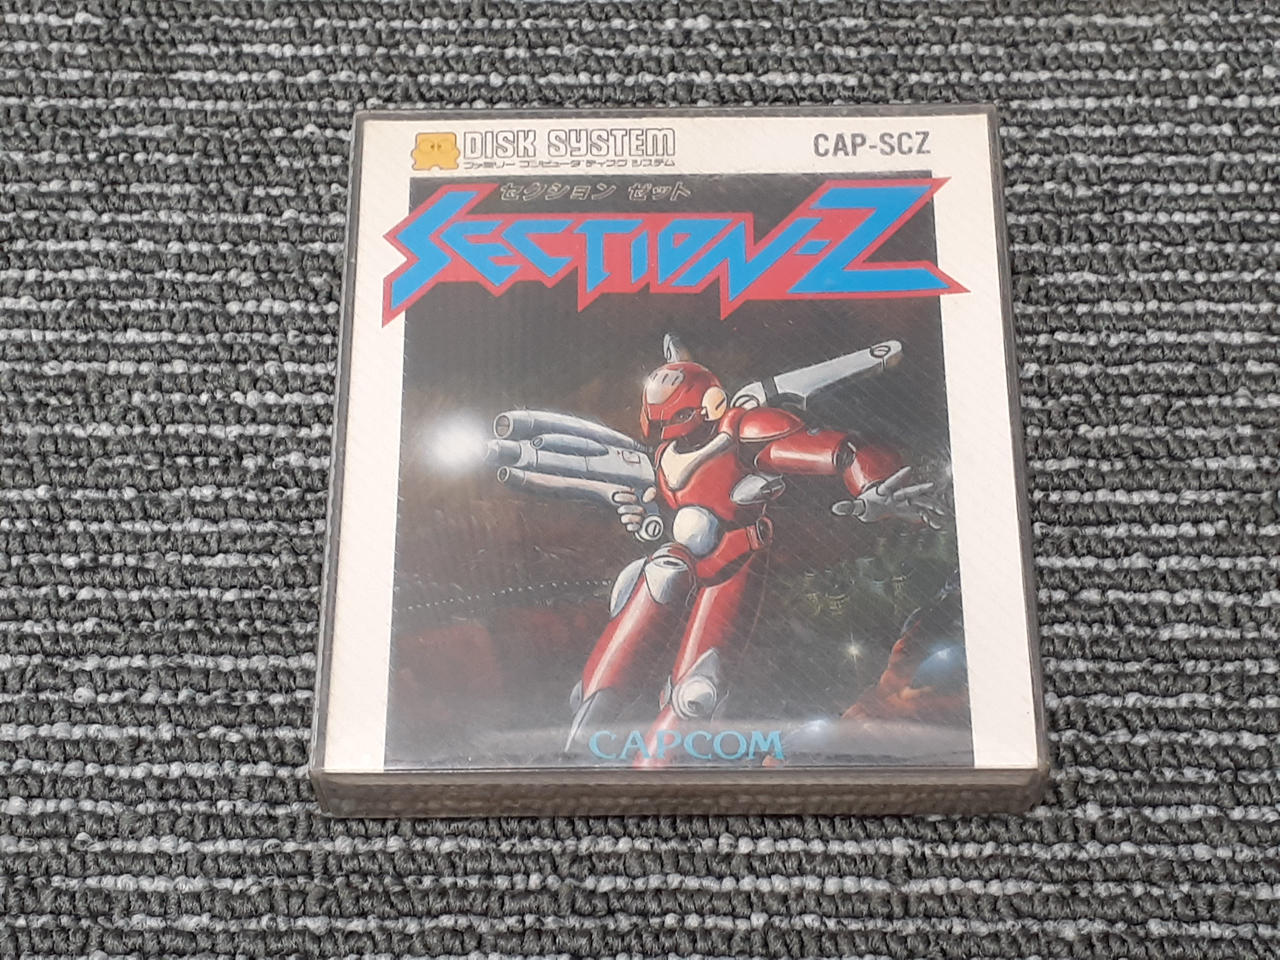 DISK SYSTEM
ファミリー コンピュータ ディスク システム
CAP-SCZ
セクション ゼット
SECTION-Z
CAPCOM